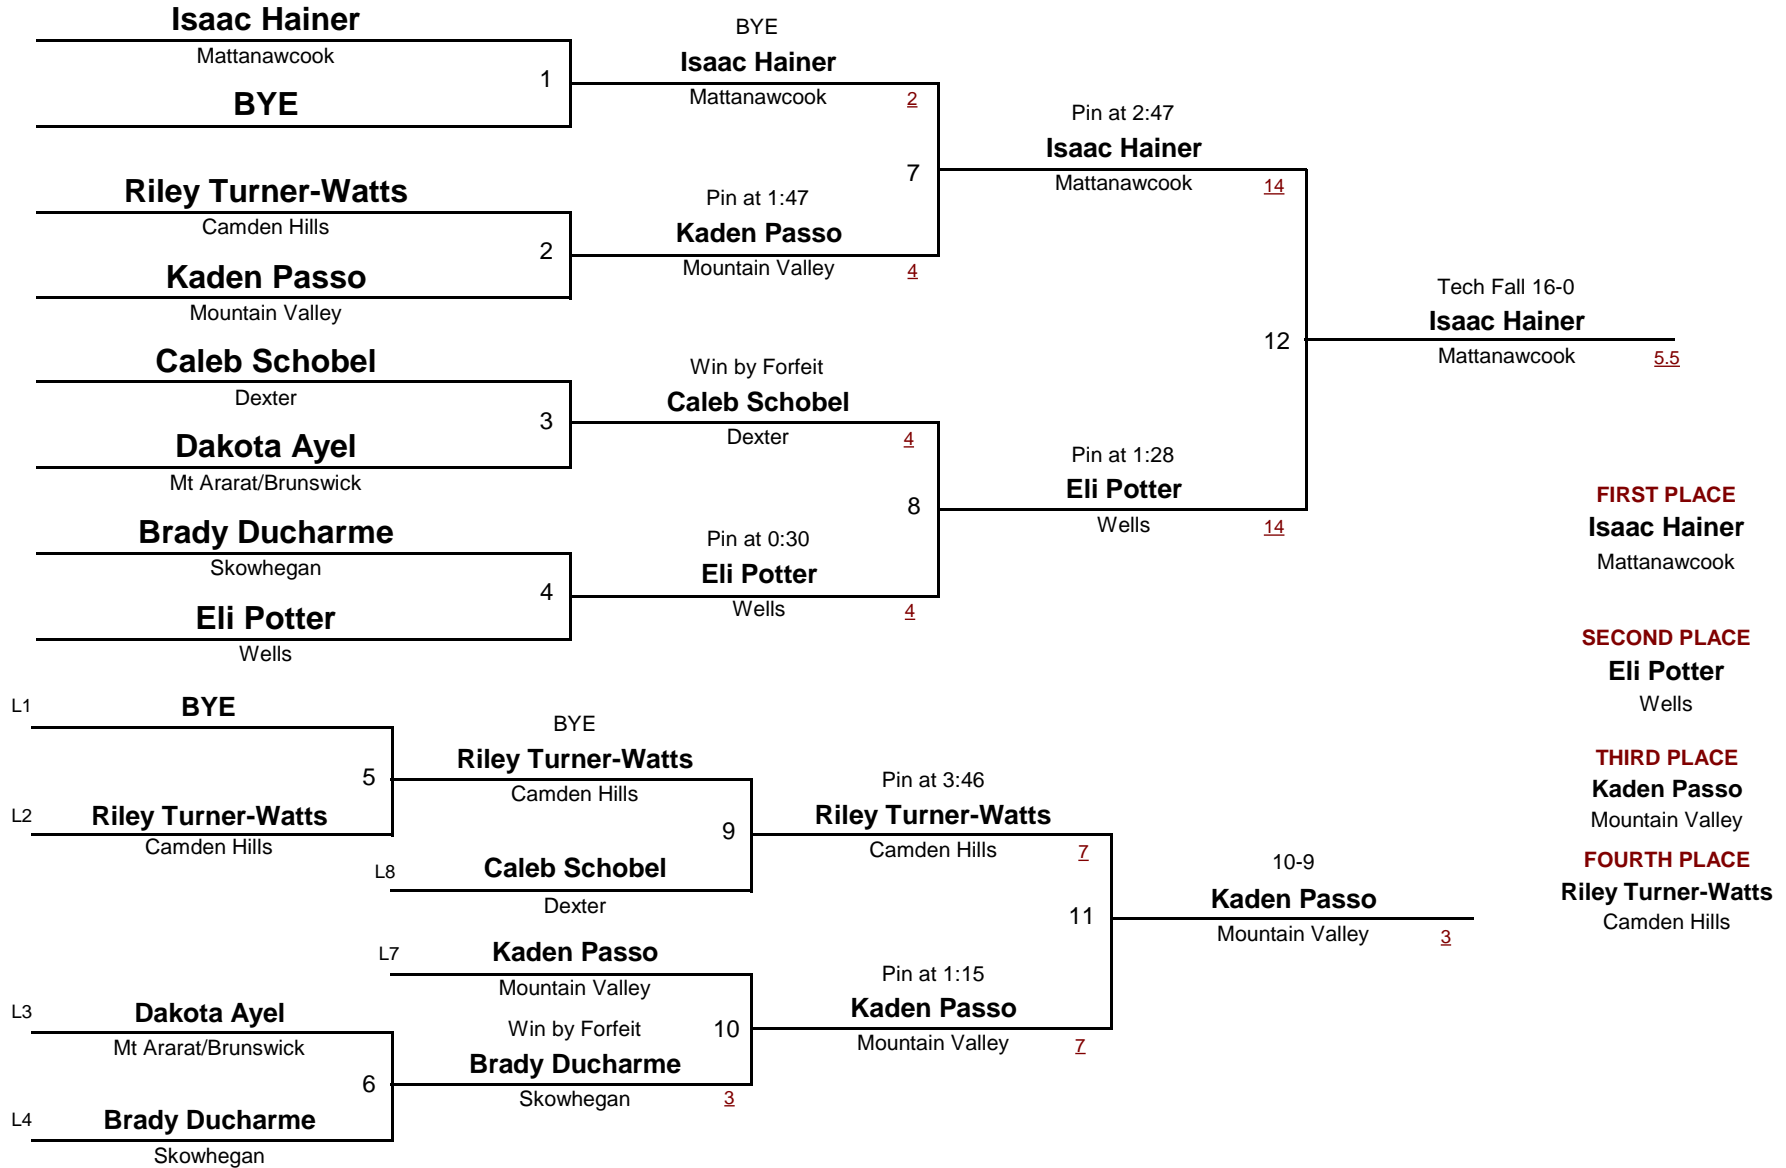 Isaac Hainer
Mattanawcook
BYE
1
Riley Turner-Watts
Camden Hills
Kaden Passo
Mountain Valley
2
Caleb Schobel
Dexter
Dakota Ayel
Mt Ararat/Brunswick
3
Brady Ducharme
Skowhegan
Eli Potter
Wells
4
BYE
Isaac Hainer
Mattanawcook 2
Pin at 1:47
Kaden Passo
Mountain Valley 4
7
Win by Forfeit
Caleb Schobel
Dexter 4
Pin at 0:30
Eli Potter
Wells 4
8
Pin at 2:47
Isaac Hainer
Mattanawcook 14
Pin at 1:28
Eli Potter
Wells 14
12
Tech Fall 16-0
Isaac Hainer
Mattanawcook 5.5
L1 BYE
L2 Riley Turner-Watts
Camden Hills
5
L3 Dakota Ayel
Mt Ararat/Brunswick
L4 Brady Ducharme
Skowhegan
6
BYE
Riley Turner-Watts
Camden Hills
L8 Caleb Schobel
Dexter
9
L7 Kaden Passo
Mountain Valley
Win by Forfeit
Brady Ducharme
Skowhegan 3
10
Pin at 3:46
Riley Turner-Watts
Camden Hills 7
Pin at 1:15
Kaden Passo
Mountain Valley 7
11
10-9
Kaden Passo
Mountain Valley 3
FIRST PLACE
Isaac Hainer
Mattanawcook
SECOND PLACE
Eli Potter
Wells
THIRD PLACE
Kaden Passo
Mountain Valley
FOURTH PLACE
Riley Turner-Watts
Camden Hills